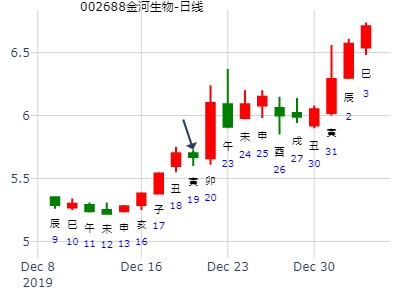 002688金河生物-日线
6.5
6
5.5
5
辰 巳 午 未 申 亥 子 丑 寅 卯 午 未 申 酉 戌 丑 寅 辰 巳
9 10 11 12 13 16 17 18 19 20 23 24 25 26 27 30 31 2 3
Dec 8 Dec 16 Dec 23 Dec 30
2019